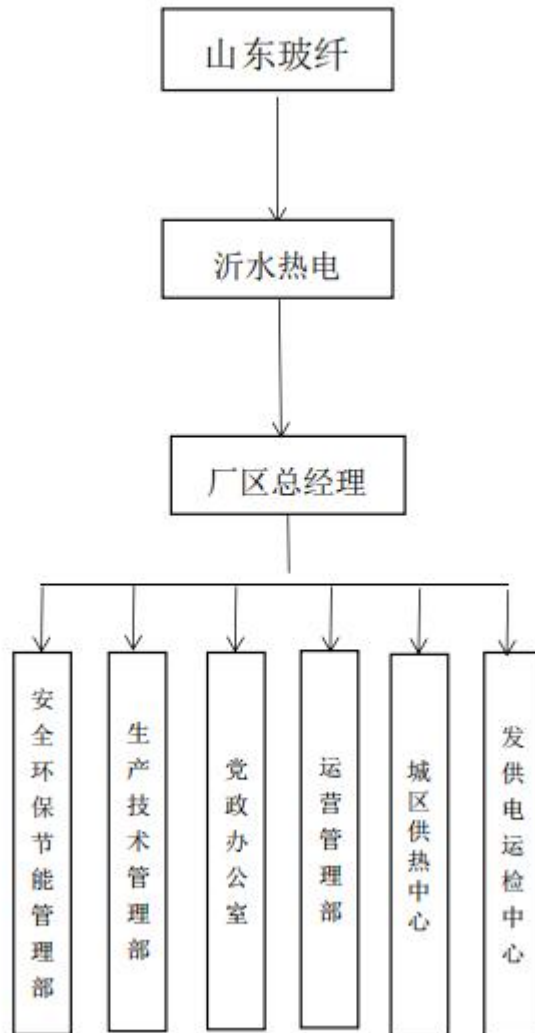 山东玻纤
沂水热电
厂区总经理
安全环保节能管理部
生产技术管理部
党政办公室
运营管理部
城区供热中心
发供电运检中心